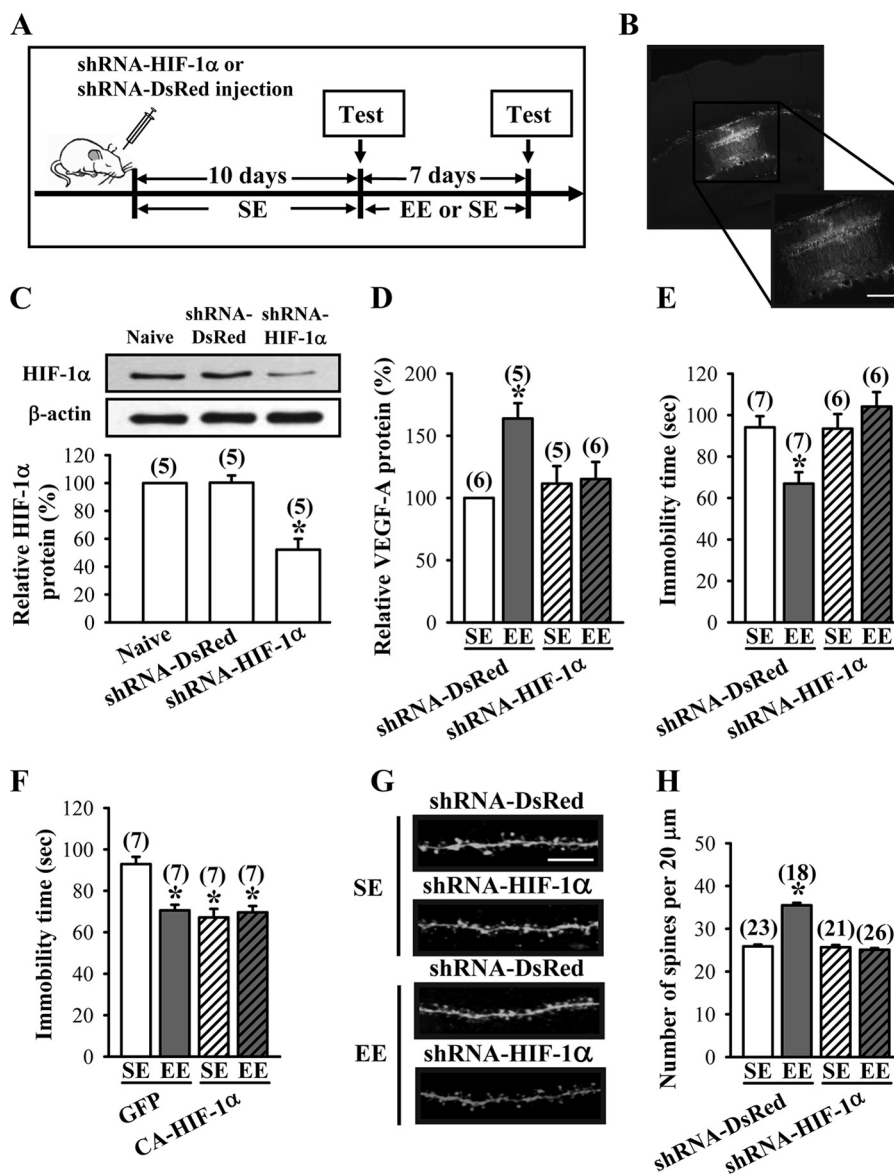 A
shRNA-HIF-1α or
shRNA-DsRed injection
Test
Test
10 days
7 days
SE
EE or SE
B
C
Naive
shRNA-
DsRed
shRNA-
HIF-1α
HIF-1α
β-actin
Relative HIF-1α
protein (%)
120
100
80
60
40
20
0
(5)
(5)
(5)
*
Naive
shRNA-DsRed
shRNA-HIF-1α
D
Relative VEGF-A protein (%)
200
150
100
50
0
(6)
(5)
*
(5)
(6)
SE
EE
SE
EE
shRNA-DsRed
shRNA-HIF-1α
E
Immobility time (sec)
120
100
80
60
40
20
0
(7)
(7)
*
(6)
(6)
SE
EE
SE
EE
shRNA-DsRed
shRNA-HIF-1α
F
Immobility time (sec)
120
100
80
60
40
20
0
(7)
(7)
*
(7)
*
(7)
*
SE
EE
SE
EE
GFP
CA-HIF-1α
G
SE
shRNA-DsRed
shRNA-HIF-1α
EE
shRNA-DsRed
shRNA-HIF-1α
H
Number of spines per 20 μm
50
40
30
20
10
0
(23)
(18)
*
(21)
(26)
SE
EE
SE
EE
shRNA-DsRed
shRNA-HIF-1α